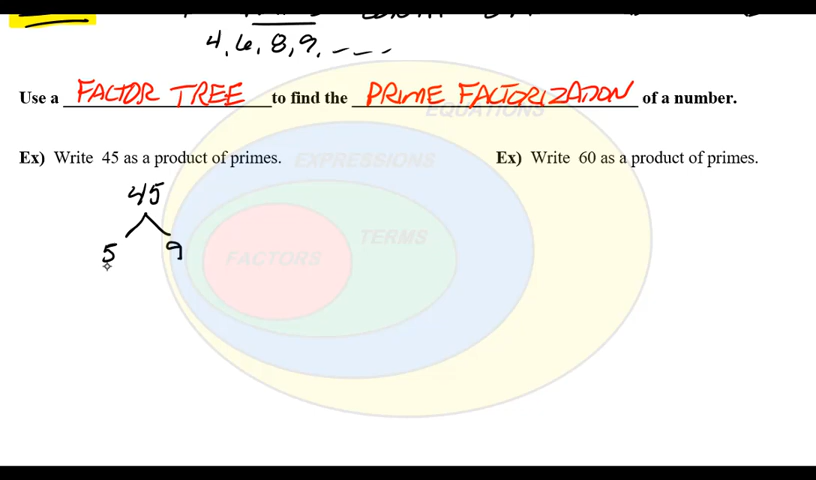 4, 6, 8, 9, - - -
Use a FACTOR TREE to find the PRIME FACTORIZATION of a number.
EQUATIONS
Ex) Write 45 as a product of primes. EXPRESSIONS Ex) Write 60 as a product of primes.
45
TERMS
5 9
FACTORS